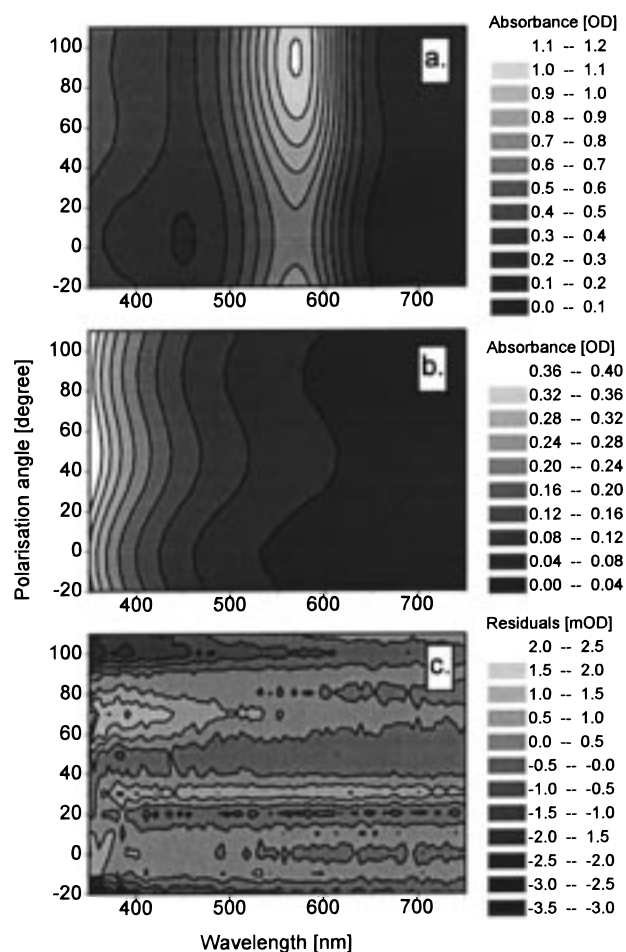 Absorbance [OD]
100
80
60
40
20
0
-20
400
500
600
700
a.
1.1 -- 1.2
1.0 -- 1.1
0.9 -- 1.0
0.8 -- 0.9
0.7 -- 0.8
0.6 -- 0.7
0.5 -- 0.6
0.4 -- 0.5
0.3 -- 0.4
0.2 -- 0.3
0.1 -- 0.2
0.0 -- 0.1
Polarisation angle [degree]
100
80
60
40
20
0
-20
400
500
600
700
b.
Absorbance [OD]
0.36 -- 0.40
0.32 -- 0.36
0.28 -- 0.32
0.24 -- 0.28
0.20 -- 0.24
0.16 -- 0.20
0.12 -- 0.16
0.08 -- 0.12
0.04 -- 0.08
0.00 -- 0.04
100
80
60
40
20
0
-20
400
500
600
700
c.
Residuals [mOD]
2.0 -- 2.5
1.5 -- 2.0
1.0 -- 1.5
0.5 -- 1.0
0.0 -- 0.5
-0.5 -- -0.0
-1.0 -- -0.5
-1.5 -- -1.0
-2.0 -- 1.5
-2.5 -- -2.0
-3.0 -- -2.5
-3.5 -- -3.0
Wavelength [nm]